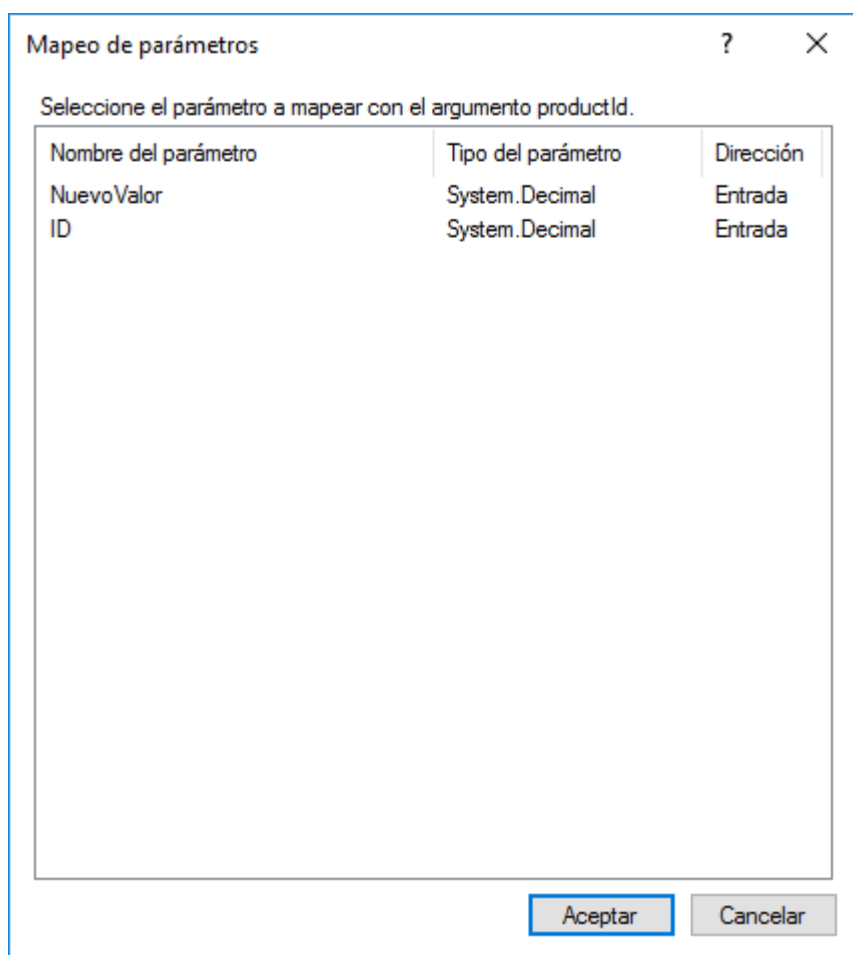 Mapeo de parámetros ?
Seleccione el parámetro a mapear con el argumento productId.
Nombre del parámetro Tipo del parámetro Dirección
NuevoValor System.Decimal Entrada
ID System.Decimal Entrada
Aceptar Cancelar